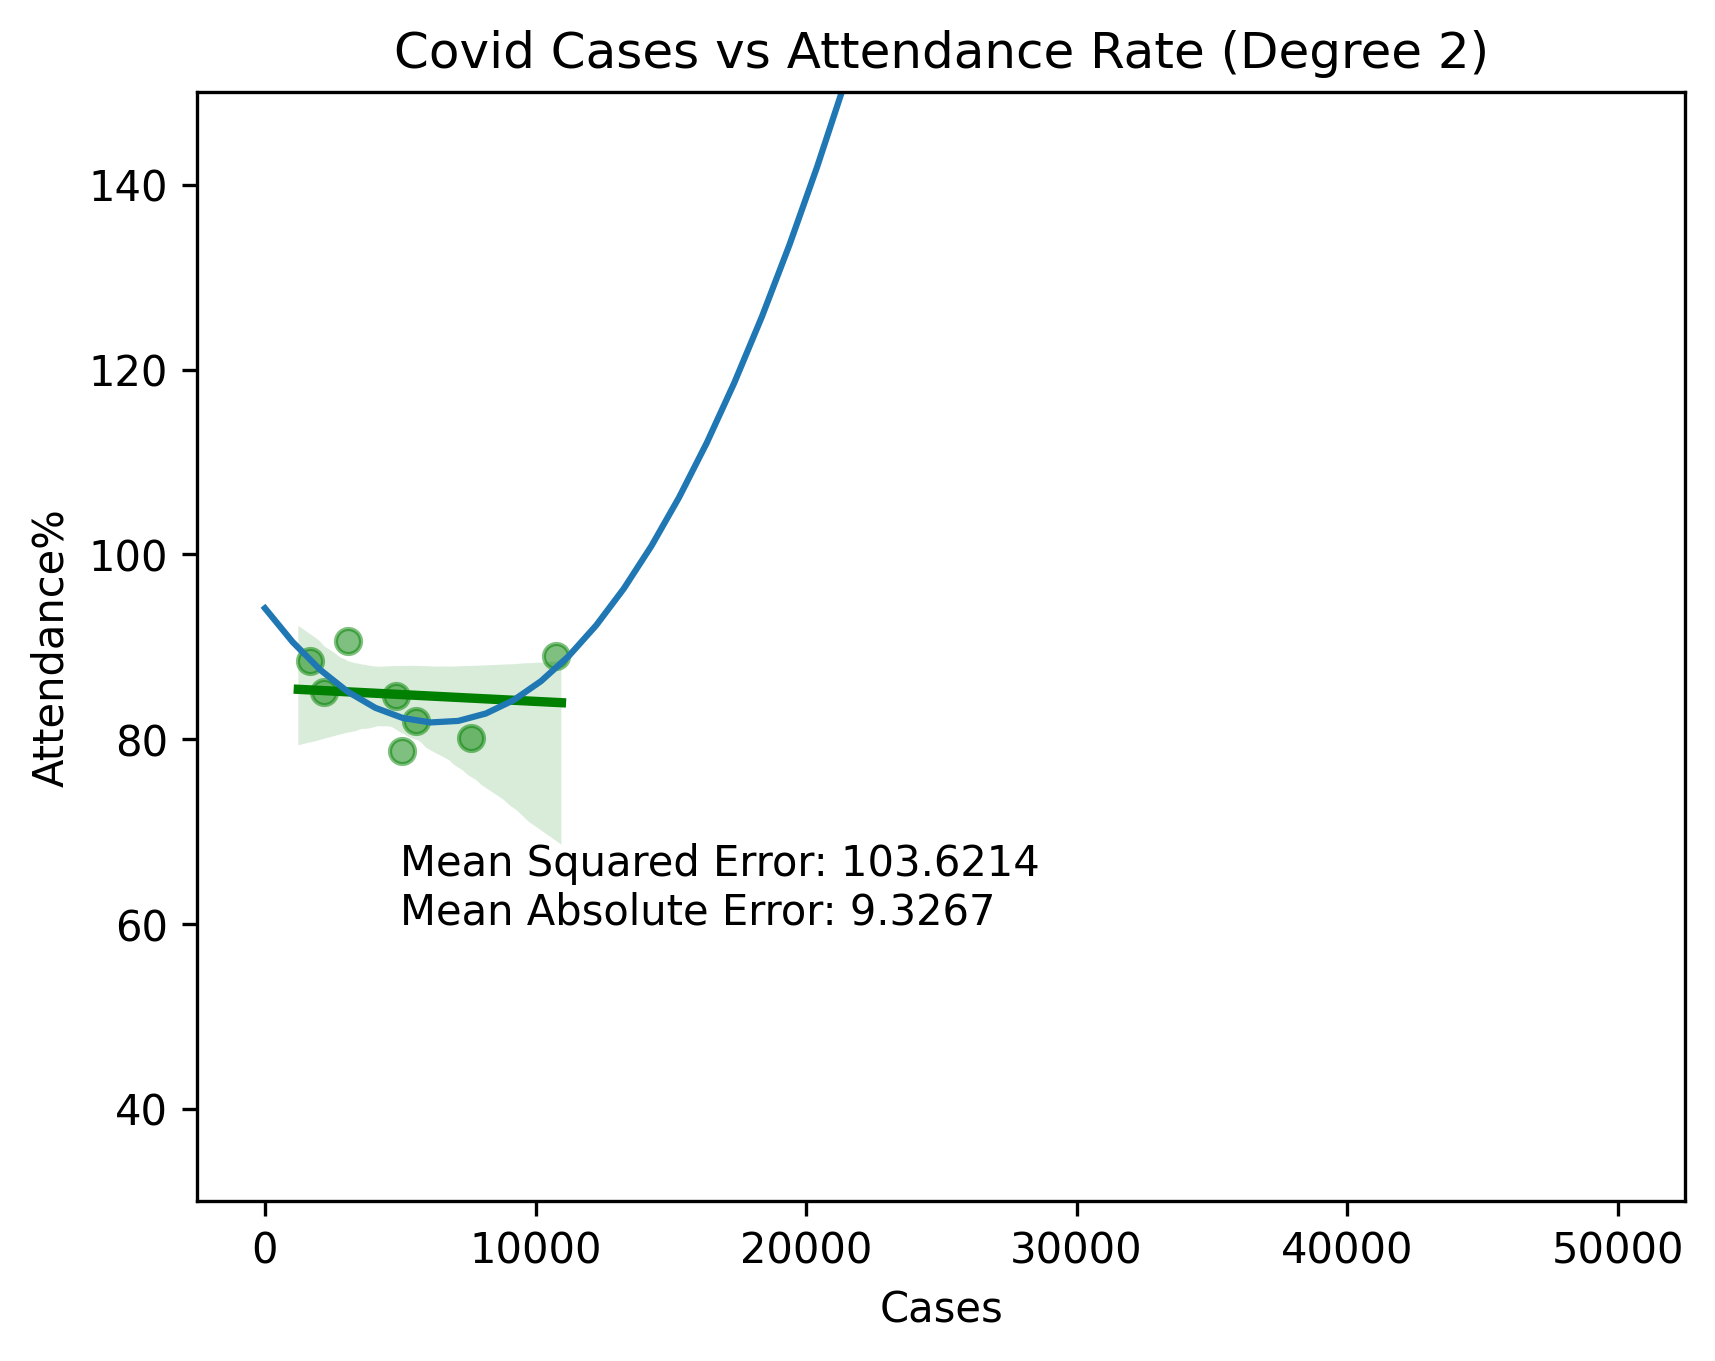 Covid Cases vs Attendance Rate (Degree 2)
140
120
100
80
60
40
Attendance%
Mean Squared Error: 103.6214
Mean Absolute Error: 9.3267
0 10000 20000 30000 40000 50000
Cases